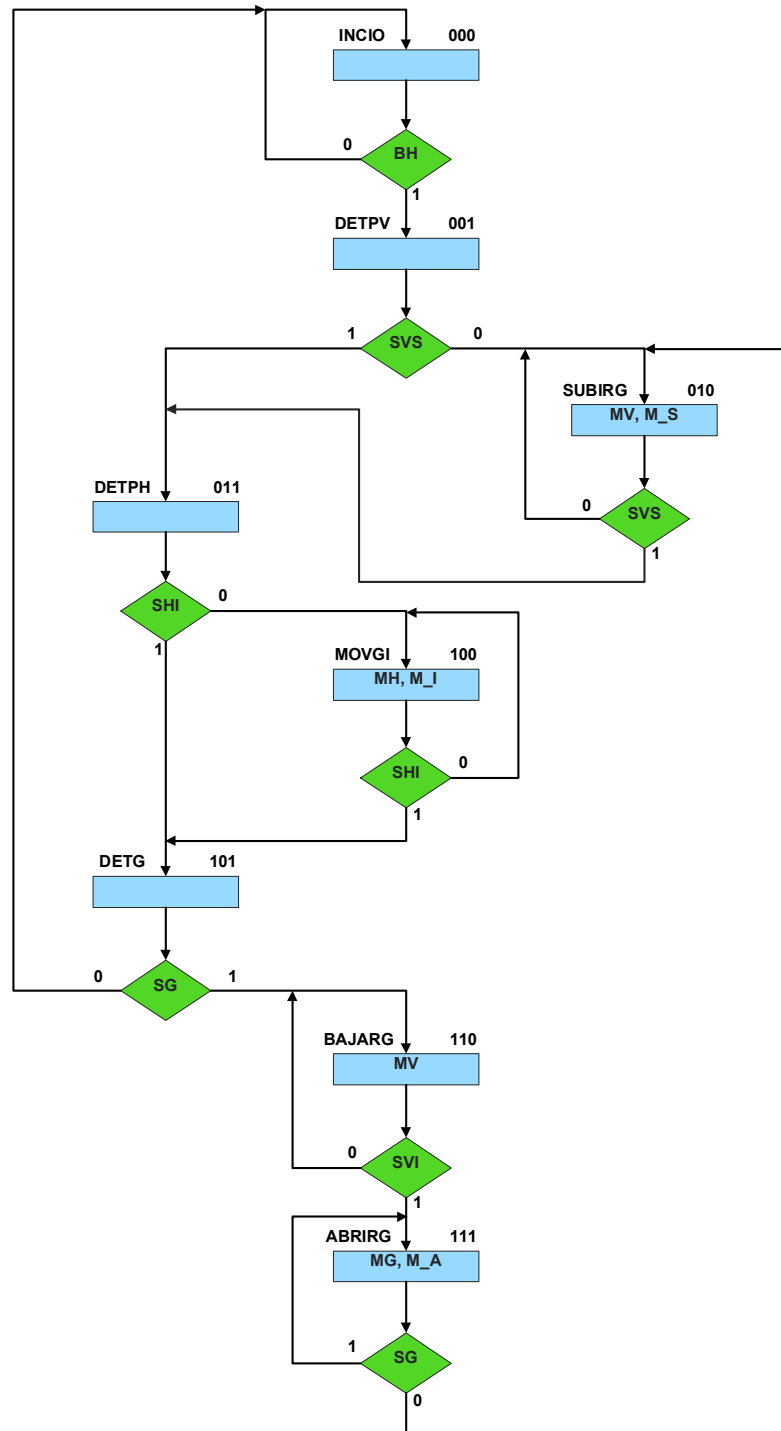 INCIO 000
0 BH
1
DETPV 001
1 SVS 0
SUBIRG 010
MV, M_S
0 SVS
1
DETPH 011
SHI 0
1
MOVGI 100
MH, M_I
SHI 0
1
DETG 101
0 SG 1
BAJARG 110
MV
0 SVI
1
ABRIRG 111
MG, M_A
1 SG
0